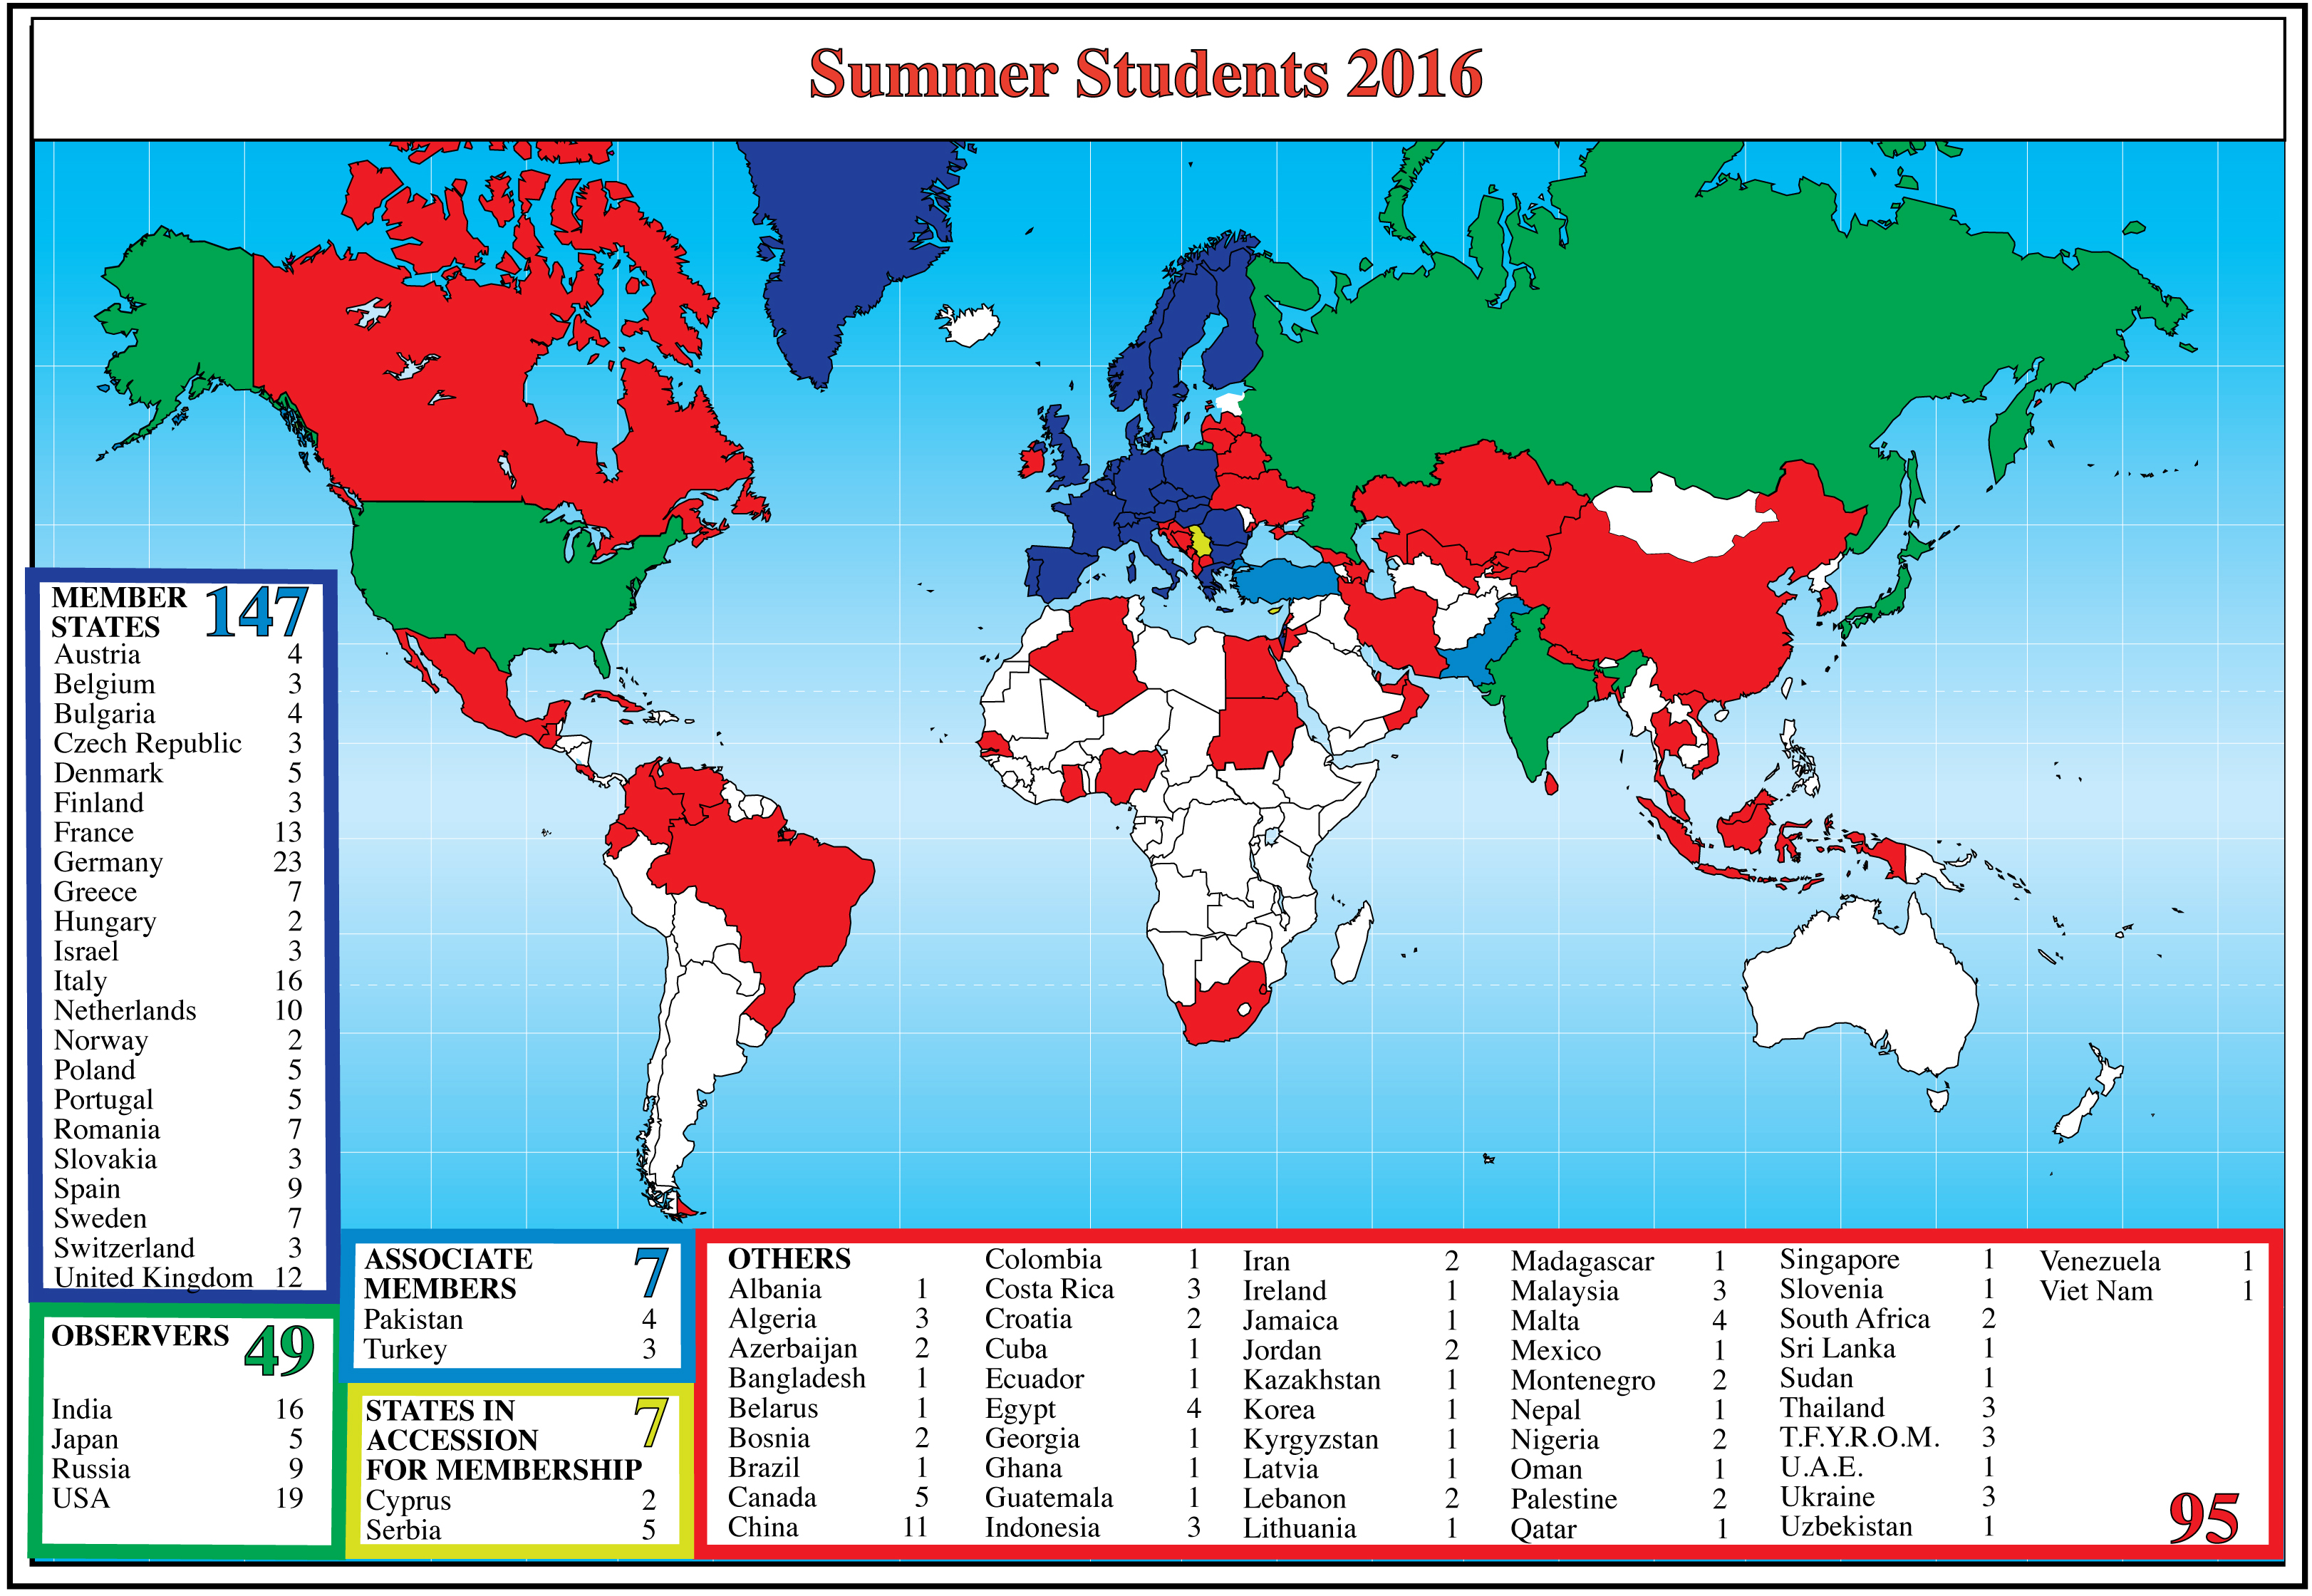 Summer Students 2016
MEMBER STATES 147
Austria 4
Belgium 3
Bulgaria 4
Czech Republic 3
Denmark 5
Finland 3
France 13
Germany 23
Greece 7
Hungary 2
Israel 3
Italy 16
Netherlands 10
Norway 2
Poland 5
Portugal 5
Romania 7
Slovakia 3
Spain 9
Sweden 7
Switzerland 3
United Kingdom 12
OBSERVERS 49
India 16
Japan 5
Russia 9
USA 19
ASSOCIATE
MEMBERS 7
Pakistan 4
Turkey 3
STATES IN
ACCESSION 7
FOR MEMBERSHIP
Cyprus 2
Serbia 5
OTHERS
Albania 1
Algeria 3
Azerbaijan 2
Bangladesh 1
Belarus 1
Bosnia 2
Brazil 1
Canada 5
China 11
Colombia 1
Costa Rica 3
Croatia 2
Cuba 1
Ecuador 1
Egypt 4
Georgia 1
Ghana 1
Guatemala 1
Indonesia 3
Iran 2
Ireland 1
Jamaica 1
Jordan 2
Kazakhstan 1
Korea 1
Kyrgyzstan 1
Latvia 1
Lebanon 2
Lithuania 1
Madagascar 1
Malaysia 3
Malta 4
Mexico 1
Montenegro 2
Nepal 1
Nigeria 2
Oman 1
Palestine 2
Qatar 1
Singapore 1
Slovenia 1
South Africa 2
Sri Lanka 1
Sudan 1
Thailand 3
T.F.Y.R.O.M. 3
U.A.E. 1
Ukraine 3
Uzbekistan 1
Venezuela 1
Viet Nam 1
95